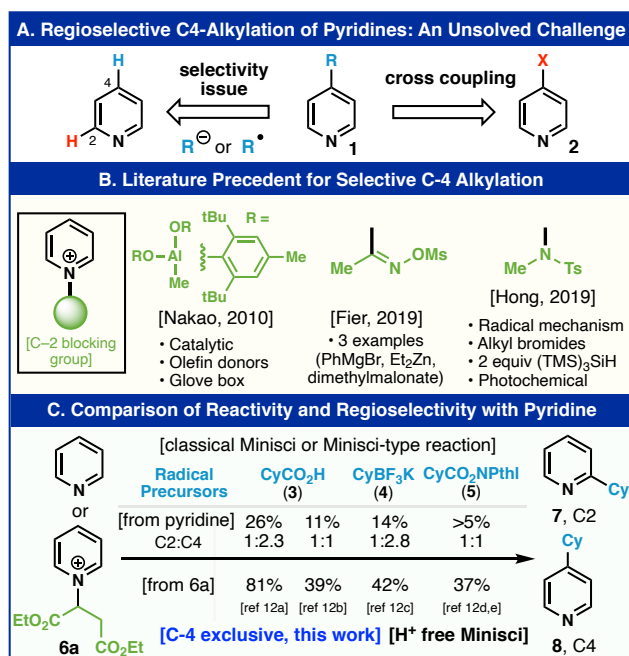 A. Regioselective C4-Alkylation of Pyridines: An Unsolved Challenge
H
4
H
2
N
selectivity
issue
R⊖ or R•
R
N
1
cross coupling
X
N
2
B. Literature Precedent for Selective C-4 Alkylation
N
+
[C–2 blocking
group]
OR
RO
Al
Me
R =
tBu
Me
tBu
[Nakao, 2010]
• Catalytic
• Olefin donors
• Glove box
Me
N
OMs
[Fier, 2019]
• 3 examples
(PhMgBr, Et2Zn,
dimethylmalonate)
Me
N
Ts
[Hong, 2019]
• Radical mechanism
• Alkyl bromides
• 2 equiv (TMS)3SiH
• Photochemical
C. Comparison of Reactivity and Regioselectivity with Pyridine
N
or
N
+
EtO2C
CO2Et
6a
[classical Minisci or Minisci-type reaction]
Radical Precursors CyCO2H (3) CyBF3K (4) CyCO2NPthl (5)
[from pyridine] 26% 11% 14% >5%
C2:C4 1:2.3 1:1 1:2.8 1:1
[from 6a] 81% 39% 42% 37%
[ref 12a] [ref 12b] [ref 12c] [ref 12d,e]
[C-4 exclusive, this work] [H+ free Minisci]
N
Cy
7, C2
Cy
N
8, C4